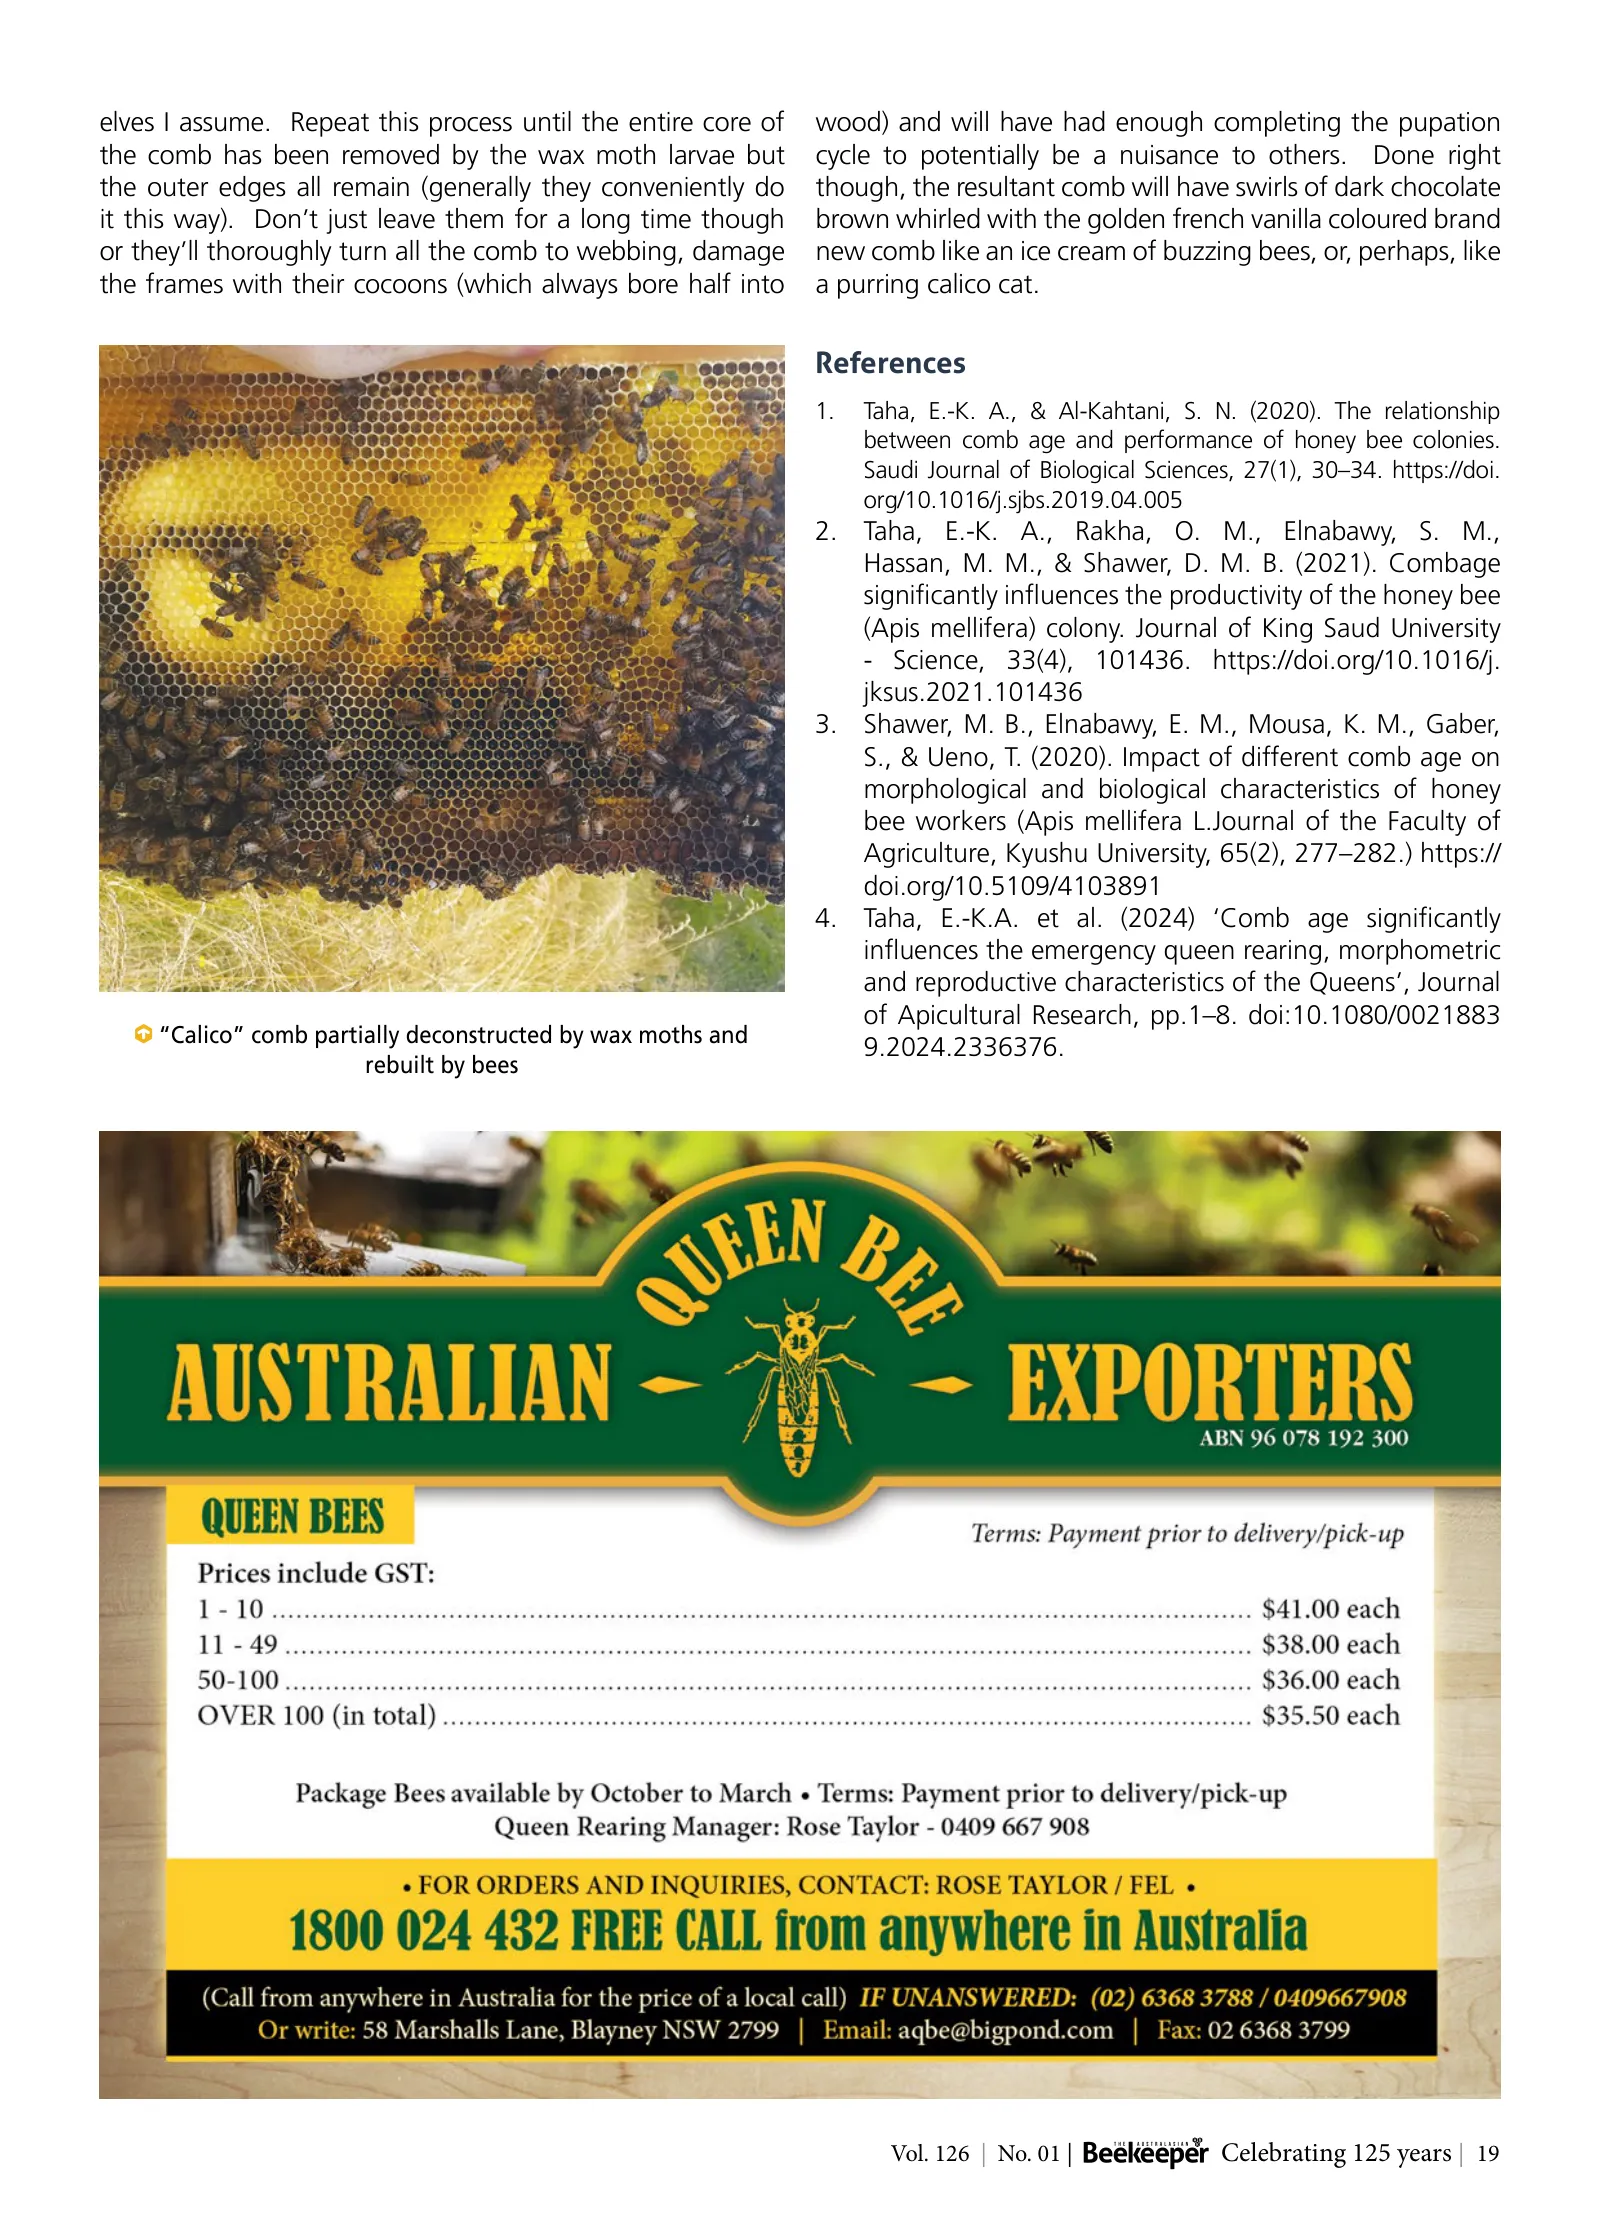 elves I assume.  Repeat this process until the entire core of
the comb has been removed by the wax moth larvae but
the outer edges all remain (generally they conveniently do
it this way).  Don’t just leave them for a long time though
or they’ll thoroughly turn all the comb to webbing, damage
the frames with their cocoons (which always bore half into
wood) and will have had enough completing the pupation
cycle to potentially be a nuisance to others.  Done right
though, the resultant comb will have swirls of dark chocolate
brown whirled with the golden french vanilla coloured brand
new comb like an ice cream of buzzing bees, or, perhaps, like
a purring calico cat.
“Calico” comb partially deconstructed by wax moths and
rebuilt by bees
References
1. Taha, E.-K. A., & Al-Kahtani, S. N. (2020). The relationship
between comb age and performance of honey bee colonies.
Saudi Journal of Biological Sciences, 27(1), 30–34. https://doi.
org/10.1016/j.sjbs.2019.04.005
2. Taha, E.-K. A., Rakha, O. M., Elnabawy, S. M.,
Hassan, M. M., & Shawer, D. M. B. (2021). Combage
significantly influences the productivity of the honey bee
(Apis mellifera) colony. Journal of King Saud University
- Science, 33(4), 101436. https://doi.org/10.1016/j.
jksus.2021.101436
3. Shawer, M. B., Elnabawy, E. M., Mousa, K. M., Gaber,
S., & Ueno, T. (2020). Impact of different comb age on
morphological and biological characteristics of honey
bee workers (Apis mellifera L.Journal of the Faculty of
Agriculture, Kyushu University, 65(2), 277–282.) https://
doi.org/10.5109/4103891
4. Taha, E.-K.A. et al. (2024) ‘Comb age significantly
influences the emergency queen rearing, morphometric
and reproductive characteristics of the Queens’, Journal
of Apicultural Research, pp.1–8. doi:10.1080/0021883
9.2024.2336376.
AUSTRALIAN QUEEN BEE EXPORTERS
ABN 96 078 192 300
QUEEN BEES
Terms: Payment prior to delivery/pick-up
Prices include GST:
1 - 10 ........ $41.00 each
11 - 49 ........ $38.00 each
50-100 ........ $36.00 each
OVER 100 (in total) ........ $35.50 each
Package Bees available by October to March • Terms: Payment prior to delivery/pick-up
Queen Rearing Manager: Rose Taylor - 0409 667 908
• FOR ORDERS AND INQUIRIES, CONTACT: ROSE TAYLOR / FEL •
1800 024 432 FREE CALL from anywhere in Australia
(Call from anywhere in Australia for the price of a local call) IF UNANSWERED: (02) 6368 3788 / 0409667908
Or write: 58 Marshalls Lane, Blayney NSW 2799 | Email: aqbe@bigpond.com | Fax: 02 6368 3799
Vol. 126 | No. 01 | THE AUSTRALASIAN Beekeeper Celebrating 125 years | 19